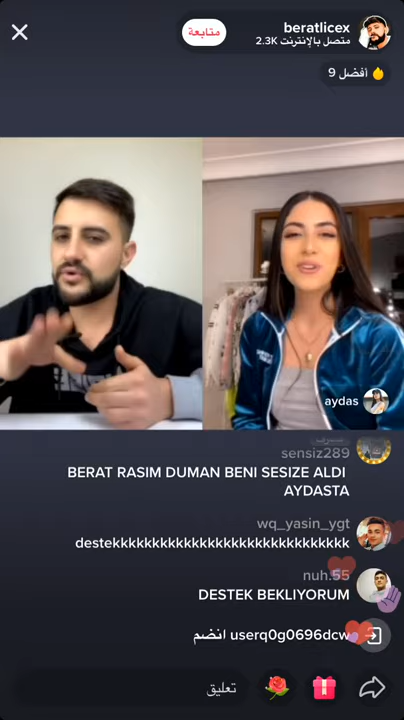 beratlicex
متابعة
متصل بالإنترنت 2.3K
أفضل 9
aydas
sensiz289
BERAT RASIM DUMAN BENI SESIZE ALDI
AYDASTA
wq_yasin_ygt
destekkkkkkkkkkkkkkkkkkkkkkkkkkkkk
nuh.55
DESTEK BEKLIYORUM
userq0g0696dcw انضم
تعليق